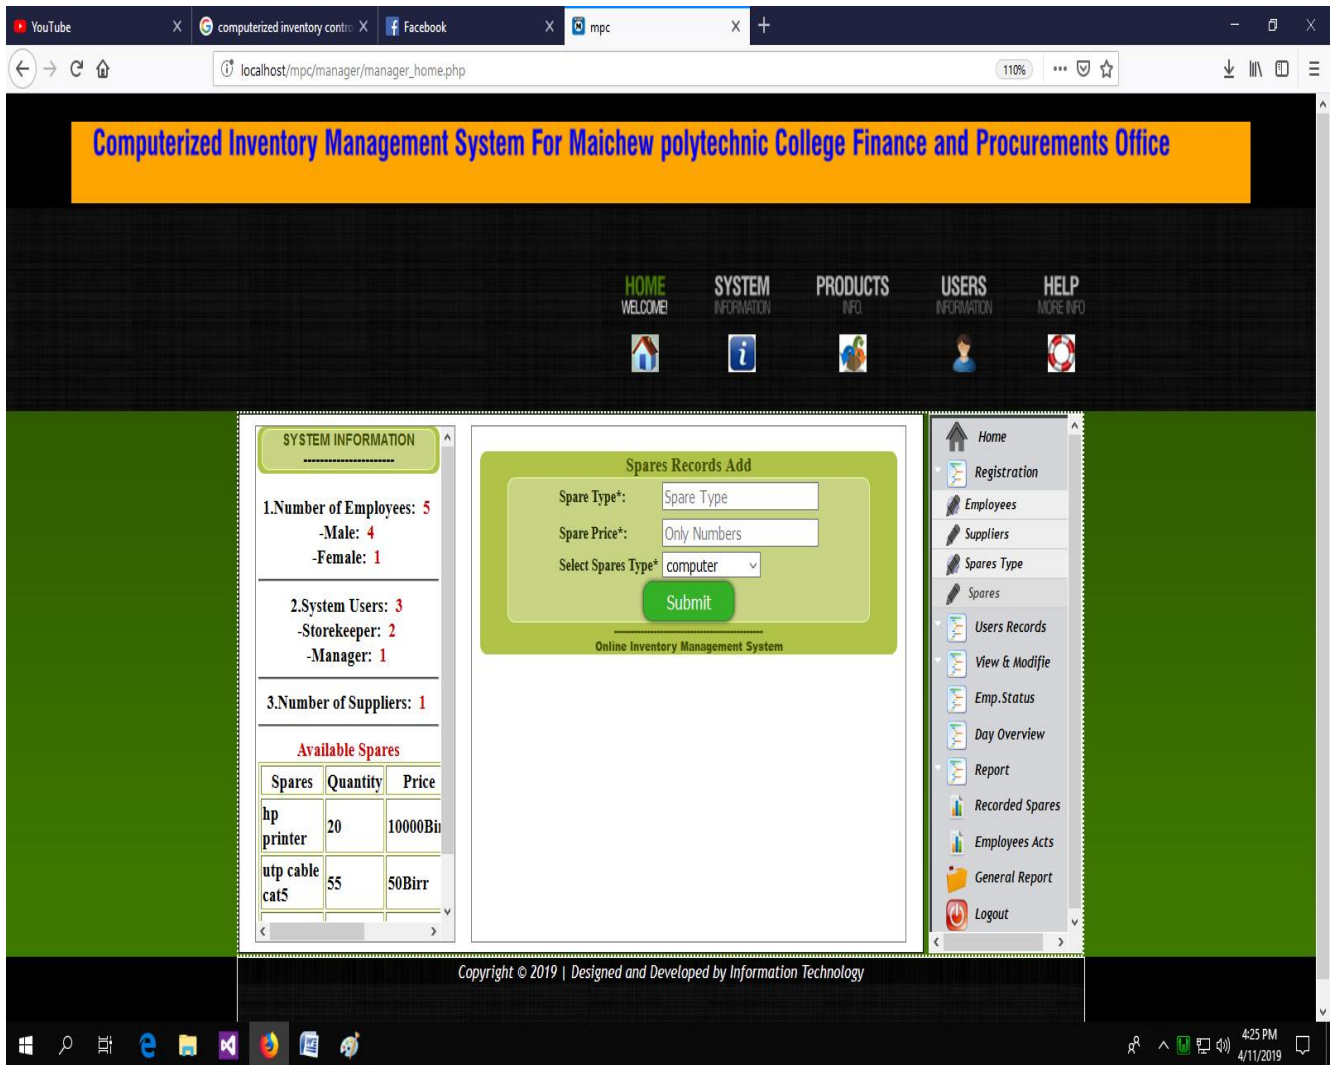 YouTube
computerized inventory contro
Facebook
mpc
localhost/mpc/manager/manager_home.php
110%
Computerized Inventory Management System For Maichew polytechnic College Finance and Procurements Office
HOME
WELCOME!
SYSTEM
INFORMATION
PRODUCTS
INFO.
USERS
INFORMATION
HELP
MORE INFO
SYSTEM INFORMATION
----------------------
1.Number of Employees: 5
-Male: 4
-Female: 1
2.System Users: 3
-Storekeeper: 2
-Manager: 1
3.Number of Suppliers: 1
Available Spares
Spares Quantity Price
hp printer 20 10000Bir
utp cable cat5 55 50Birr
Spares Records Add
Spare Type*: Spare Type
Spare Price*: Only Numbers
Select Spares Type* computer
Submit
Online Inventory Management System
Home
Registration
Employees
Suppliers
Spares Type
Spares
Users Records
View & Modifie
Emp.Status
Day Overview
Report
Recorded Spares
Employees Acts
General Report
Logout
Copyright © 2019 | Designed and Developed by Information Technology
4:25 PM
4/11/2019